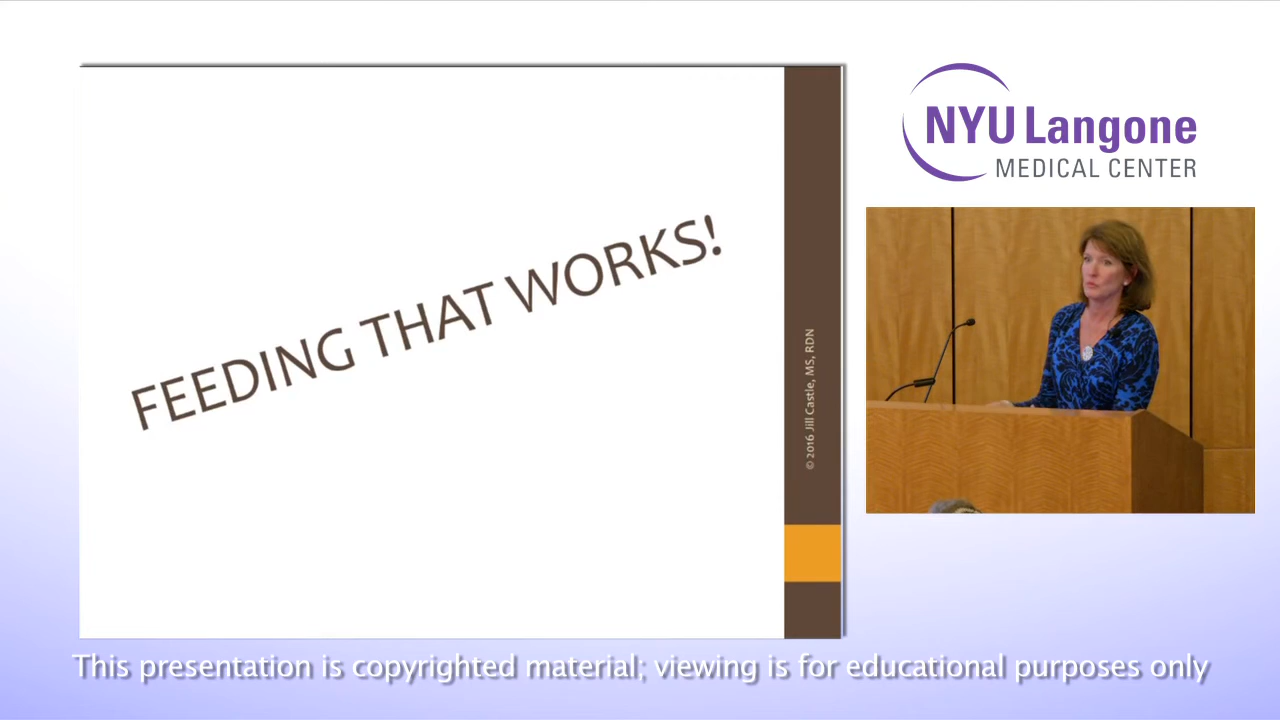 NYU Langone
MEDICAL CENTER
FEEDING THAT WORKS!
© 2016 Jill Castle, MS, RDN
This presentation is copyrighted material; viewing is for educational purposes only